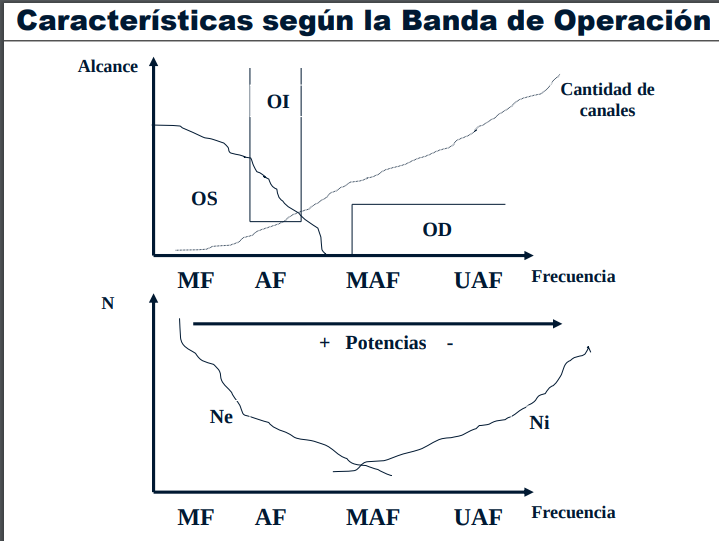 Características según la Banda de Operación
Alcance
OI
Cantidad de
canales
OS
OD
MF AF MAF UAF Frecuencia
N
+ Potencias -
Ne
Ni
MF AF MAF UAF Frecuencia